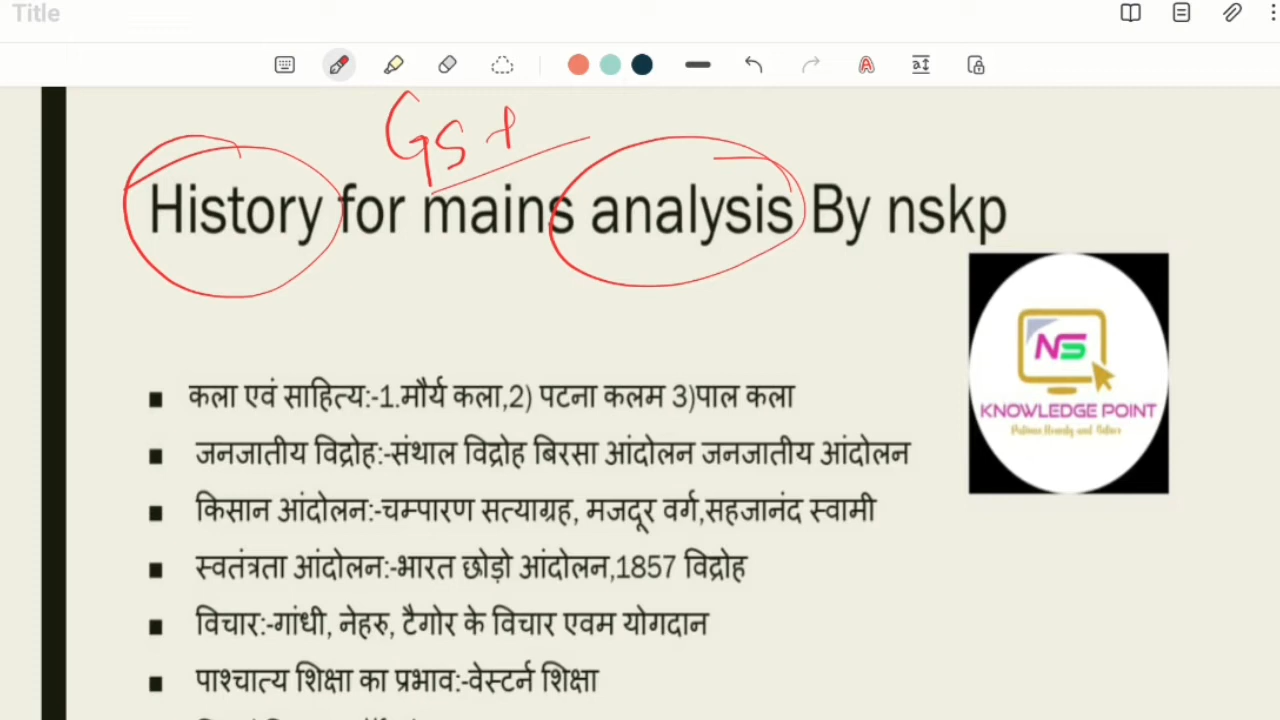 Title
GS +
History for mains analysis By nskp
NS
KNOWLEDGE POINT
कला एवं साहित्य:-1.मौर्य कला,2) पटना कलम 3)पाल कला
जनजातीय विद्रोह:-संथाल विद्रोह बिरसा आंदोलन जनजातीय आंदोलन
किसान आंदोलन:-चम्पारण सत्याग्रह, मजदूर वर्ग,सहजानंद स्वामी
स्वतंत्रता आंदोलन:-भारत छोड़ो आंदोलन,1857 विद्रोह
विचार:-गांधी, नेहरु, टैगोर के विचार एवम योगदान
पाश्चात्य शिक्षा का प्रभाव:-वेस्टर्न शिक्षा